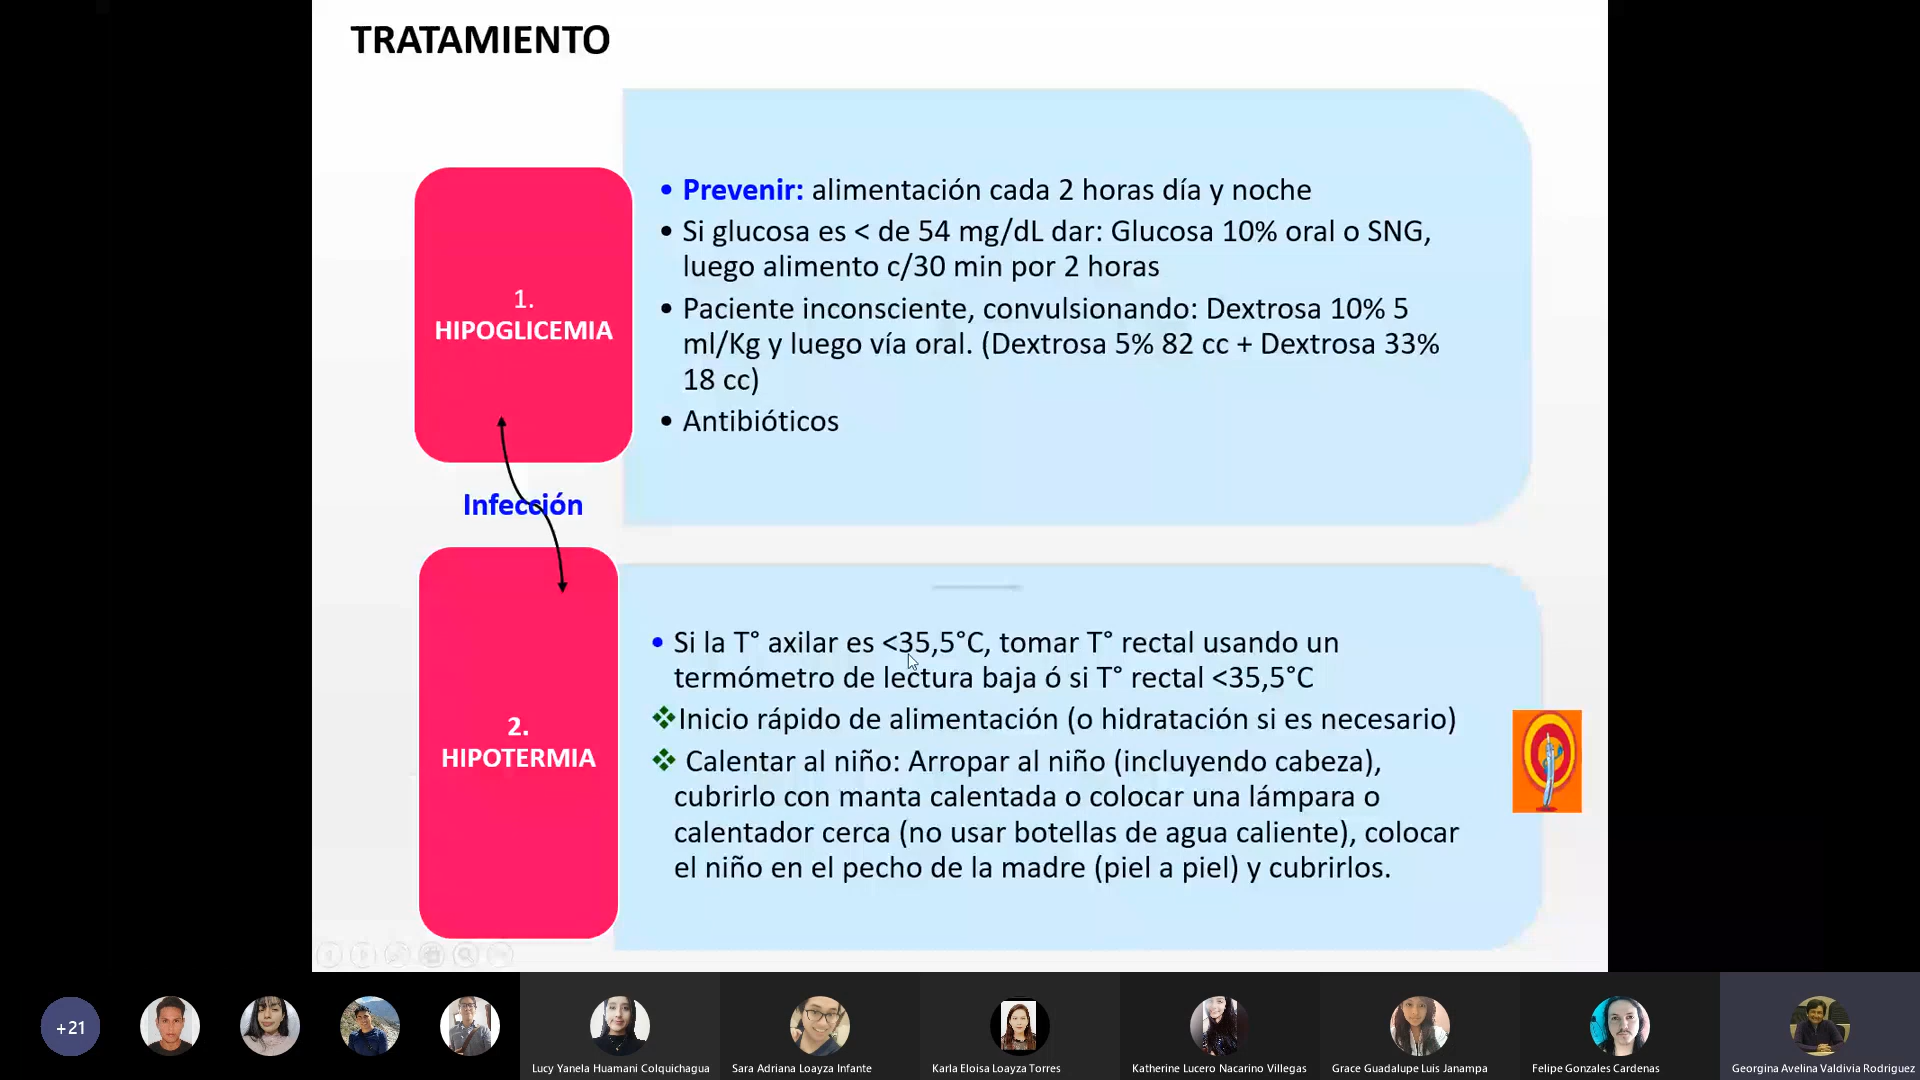 TRATAMIENTO
1.
HIPOGLICEMIA
• Prevenir: alimentación cada 2 horas día y noche
• Si glucosa es < de 54 mg/dL dar: Glucosa 10% oral o SNG,
luego alimento c/30 min por 2 horas
• Paciente inconsciente, convulsionando: Dextrosa 10% 5
ml/Kg y luego vía oral. (Dextrosa 5% 82 cc + Dextrosa 33%
18 cc)
• Antibióticos
Infección
2.
HIPOTERMIA
• Si la T° axilar es <35,5°C, tomar T° rectal usando un
termómetro de lectura baja ó si T° rectal <35,5°C
❖Inicio rápido de alimentación (o hidratación si es necesario)
❖ Calentar al niño: Arropar al niño (incluyendo cabeza),
cubrirlo con manta calentada o colocar una lámpara o
calentador cerca (no usar botellas de agua caliente), colocar
el niño en el pecho de la madre (piel a piel) y cubrirlos.
+21
Lucy Yanela Huamani Colquichagua
Sara Adriana Loayza Infante
Karla Eloisa Loayza Torres
Katherine Lucero Nacarino Villegas
Grace Guadalupe Luis Janampa
Felipe Gonzales Cardenas
Georgina Avelina Valdivia Rodriguez